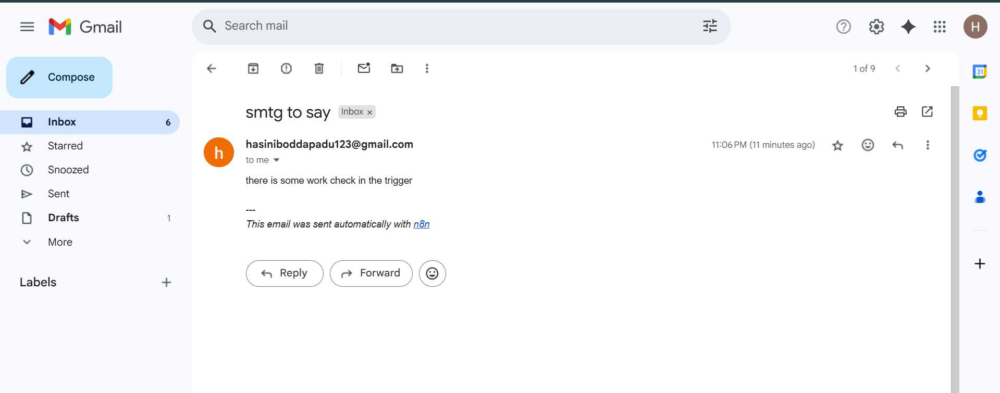 Gmail
Search mail
H
Compose
1 of 9
31
smtg to say Inbox ×
Inbox 6
h
hasiniboddapadu123@gmail.com
11:06 PM (11 minutes ago)
to me
Starred
Snoozed
there is some work check in the trigger
Sent
---
Drafts 1
This email was sent automatically with n8n
More
Reply
Forward
Labels +